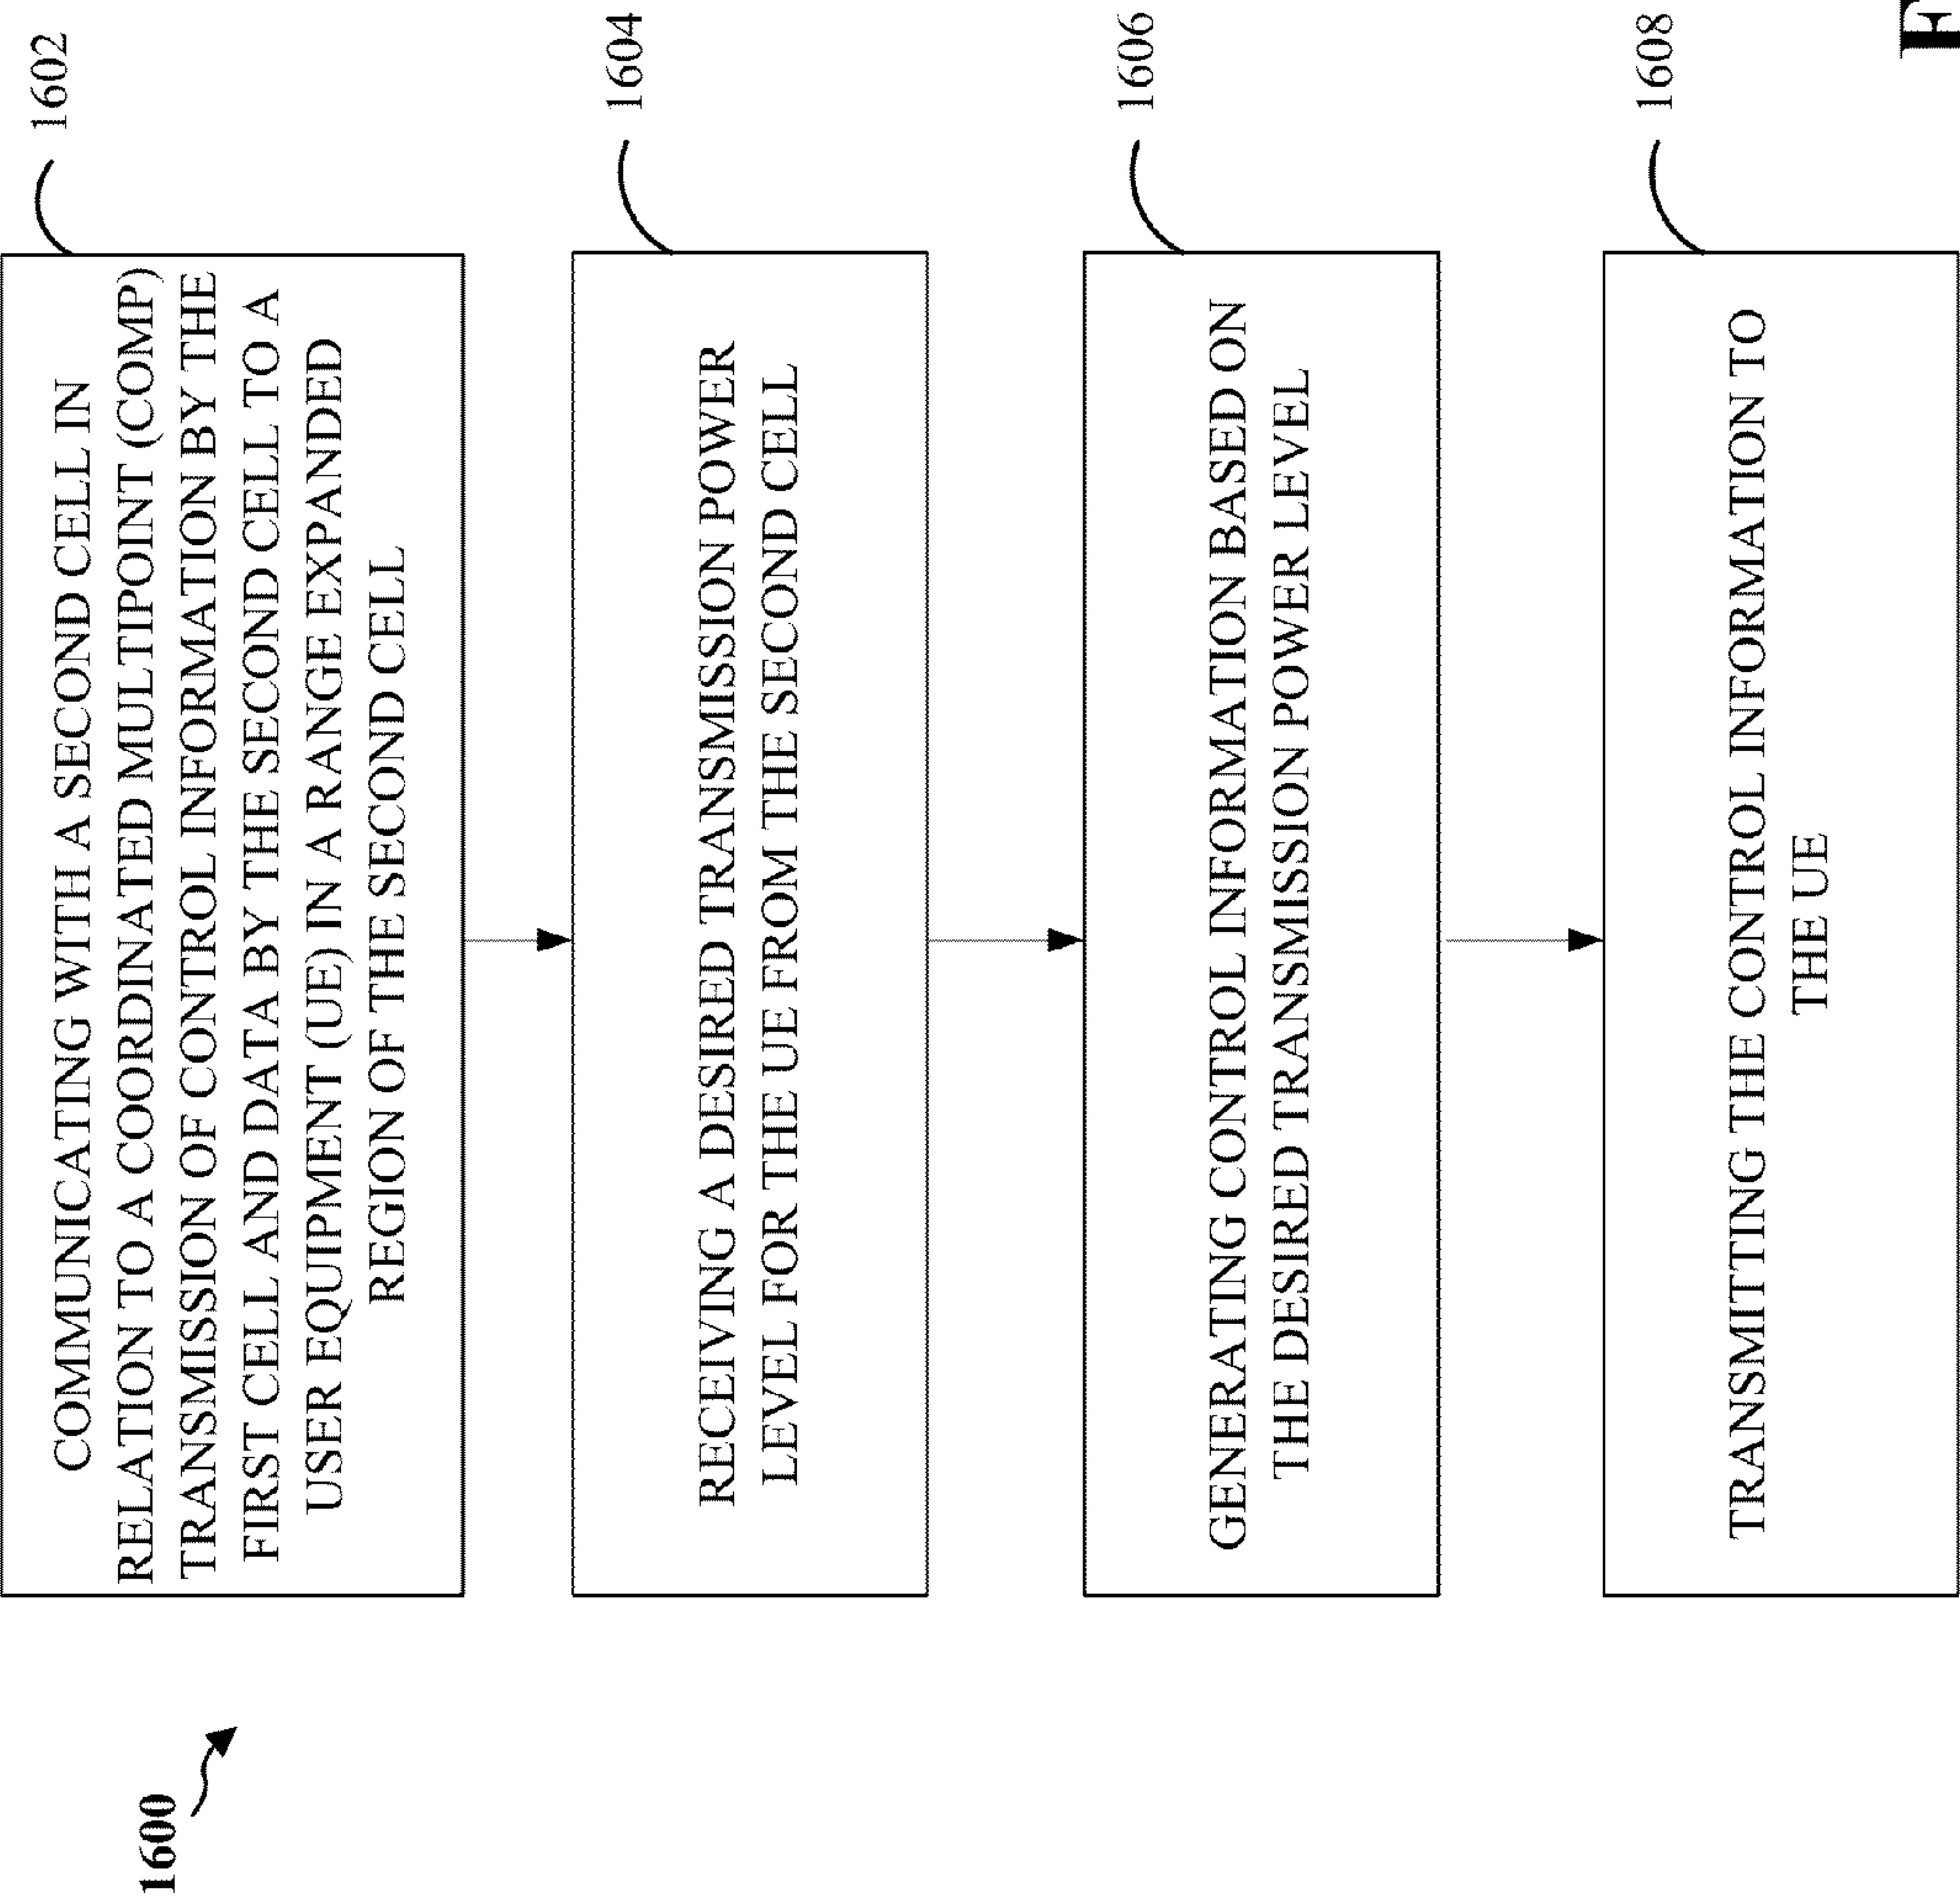 1600
COMMUNICATING WITH A SECOND CELL IN
RELATION TO A COORDINATED MULTIPOINT (COMP)
TRANSMISSION OF CONTROL INFORMATION BY THE
FIRST CELL AND DATA BY THE SECOND CELL TO A
USER EQUIPMENT (UE) IN A RANGE EXPANDED
REGION OF THE SECOND CELL
1602
RECEIVING A DESIRED TRANSMISSION POWER
LEVEL FOR THE UE FROM THE SECOND CELL
1604
GENERATING CONTROL INFORMATION BASED ON
THE DESIRED TRANSMISSION POWER LEVEL
1606
TRANSMITTING THE CONTROL INFORMATION TO
THE UE
1608